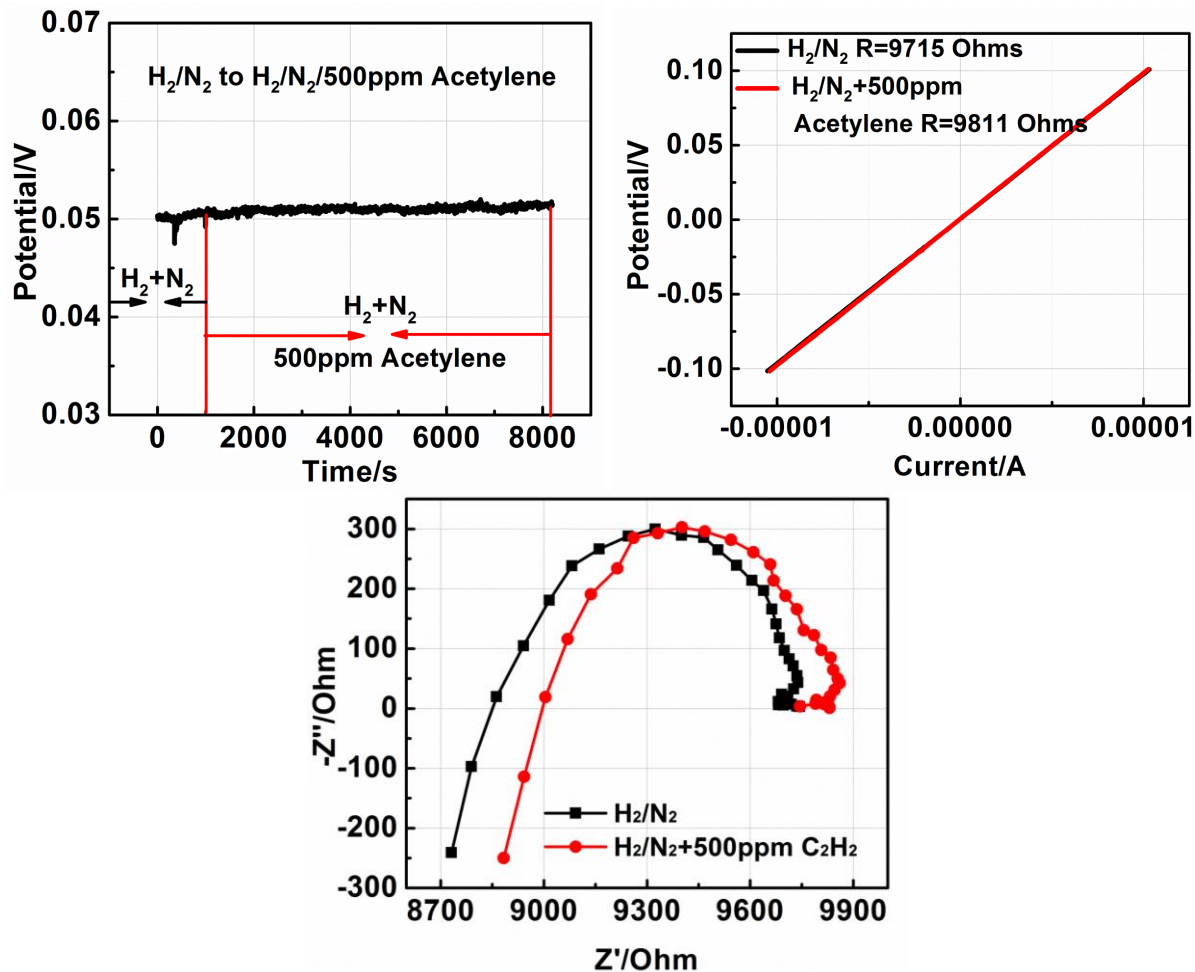 0.07
H₂/N₂ to H₂/N₂/500ppm Acetylene
0.06
0.05
0.04
0.03
Potential/V
H₂+N₂
H₂+N₂
500ppm Acetylene
0 2000 4000 6000 8000
Time/s
H₂/N₂ R=9715 Ohms
H₂/N₂+500ppm
Acetylene R=9811 Ohms
0.10
0.05
0.00
-0.05
-0.10
Potential/V
-0.00001 0.00000 0.00001
Current/A
300
200
100
0
-100
-200
-300
-Z''/Ohm
H₂/N₂
H₂/N₂+500ppm C₂H₂
8700 9000 9300 9600 9900
Z'/Ohm